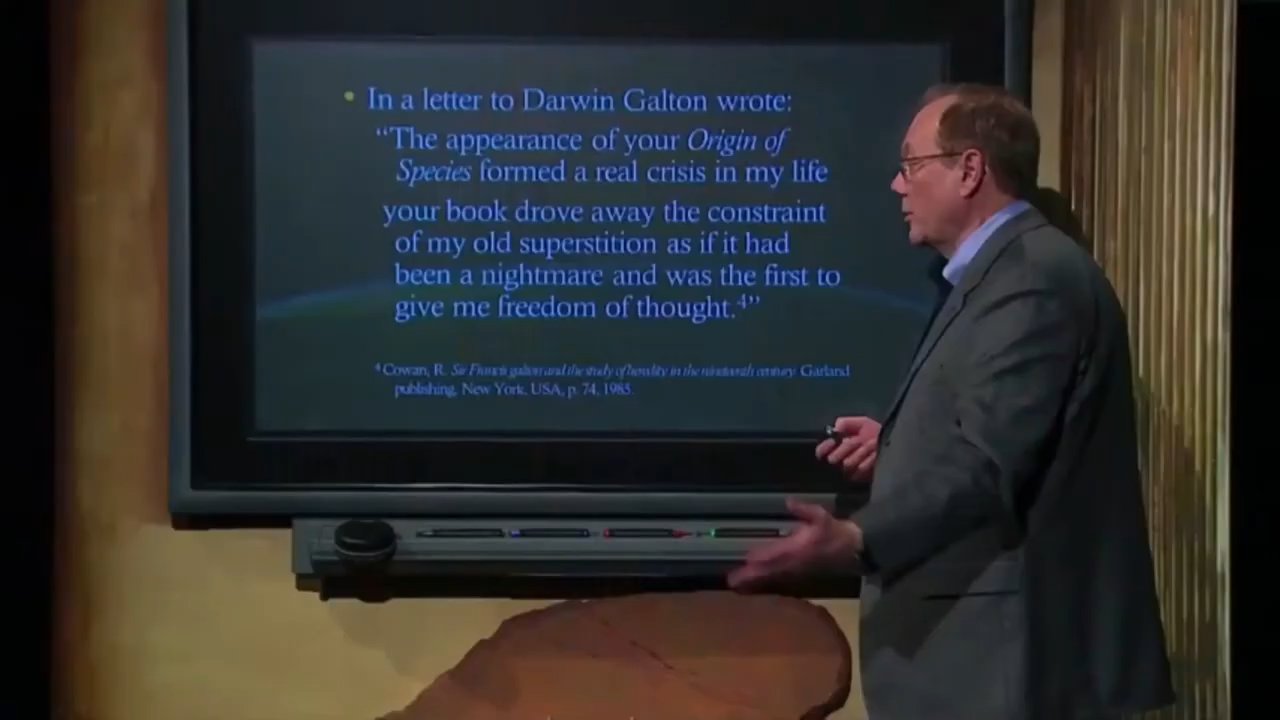 • In a letter to Darwin Galton wrote:
“The appearance of your Origin of
Species formed a real crisis in my life
your book drove away the constraint
of my old superstition as if it had
been a nightmare and was the first to
give me freedom of thought.⁴”
⁴ Cowan, R. Sir Francis galton and the study of heredity in the nineteenth century. Garland
publishing, New York, USA, p. 74, 1985.